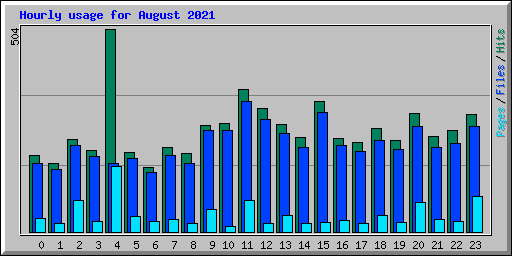 Hourly usage for August 2021
504
Pages/Files/Hits
0 1 2 3 4 5 6 7 8 9 10 11 12 13 14 15 16 17 18 19 20 21 22 23